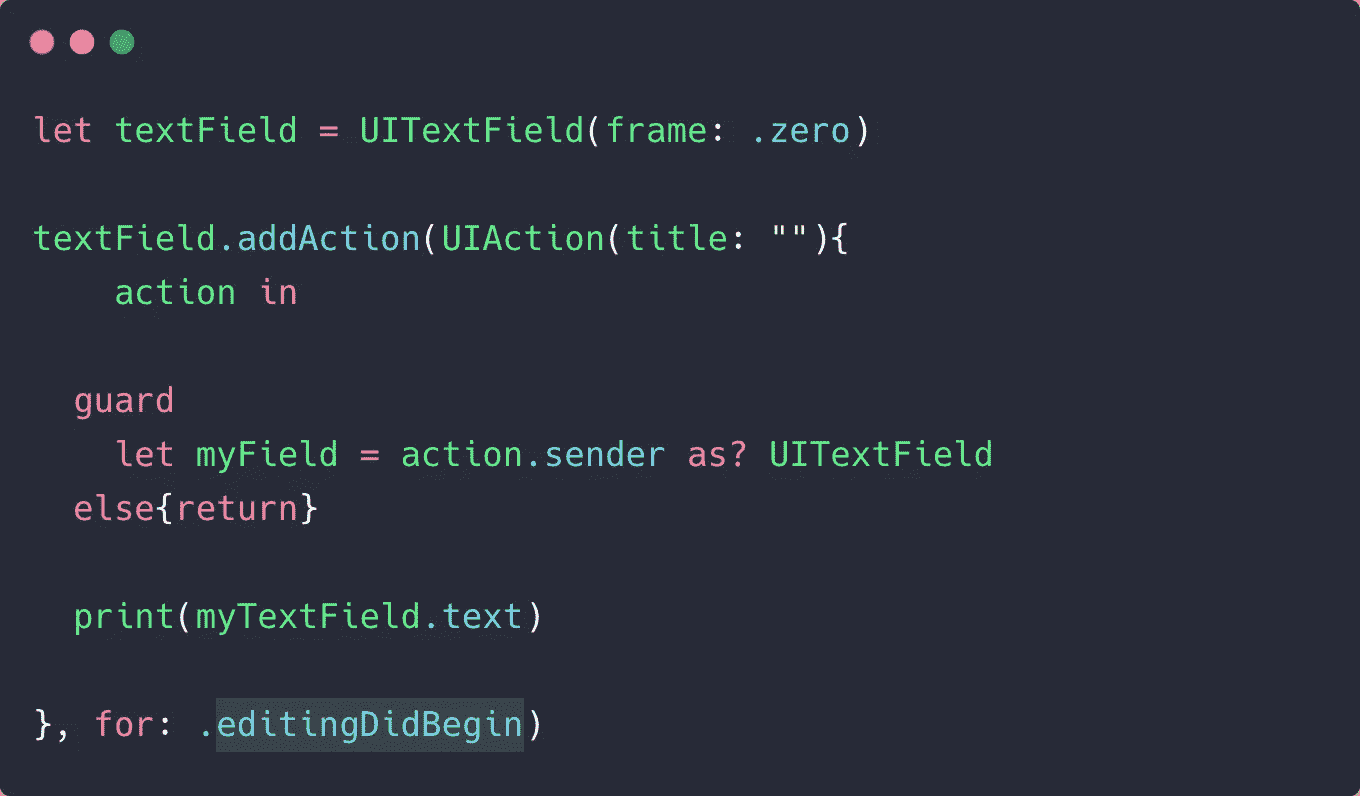 let textField = UITextField(frame: .zero)
textField.addAction(UIAction(title: ""){
action in
guard
let myField = action.sender as? UITextField
else{return}
print(myTextField.text)
}, for: .editingDidBegin)